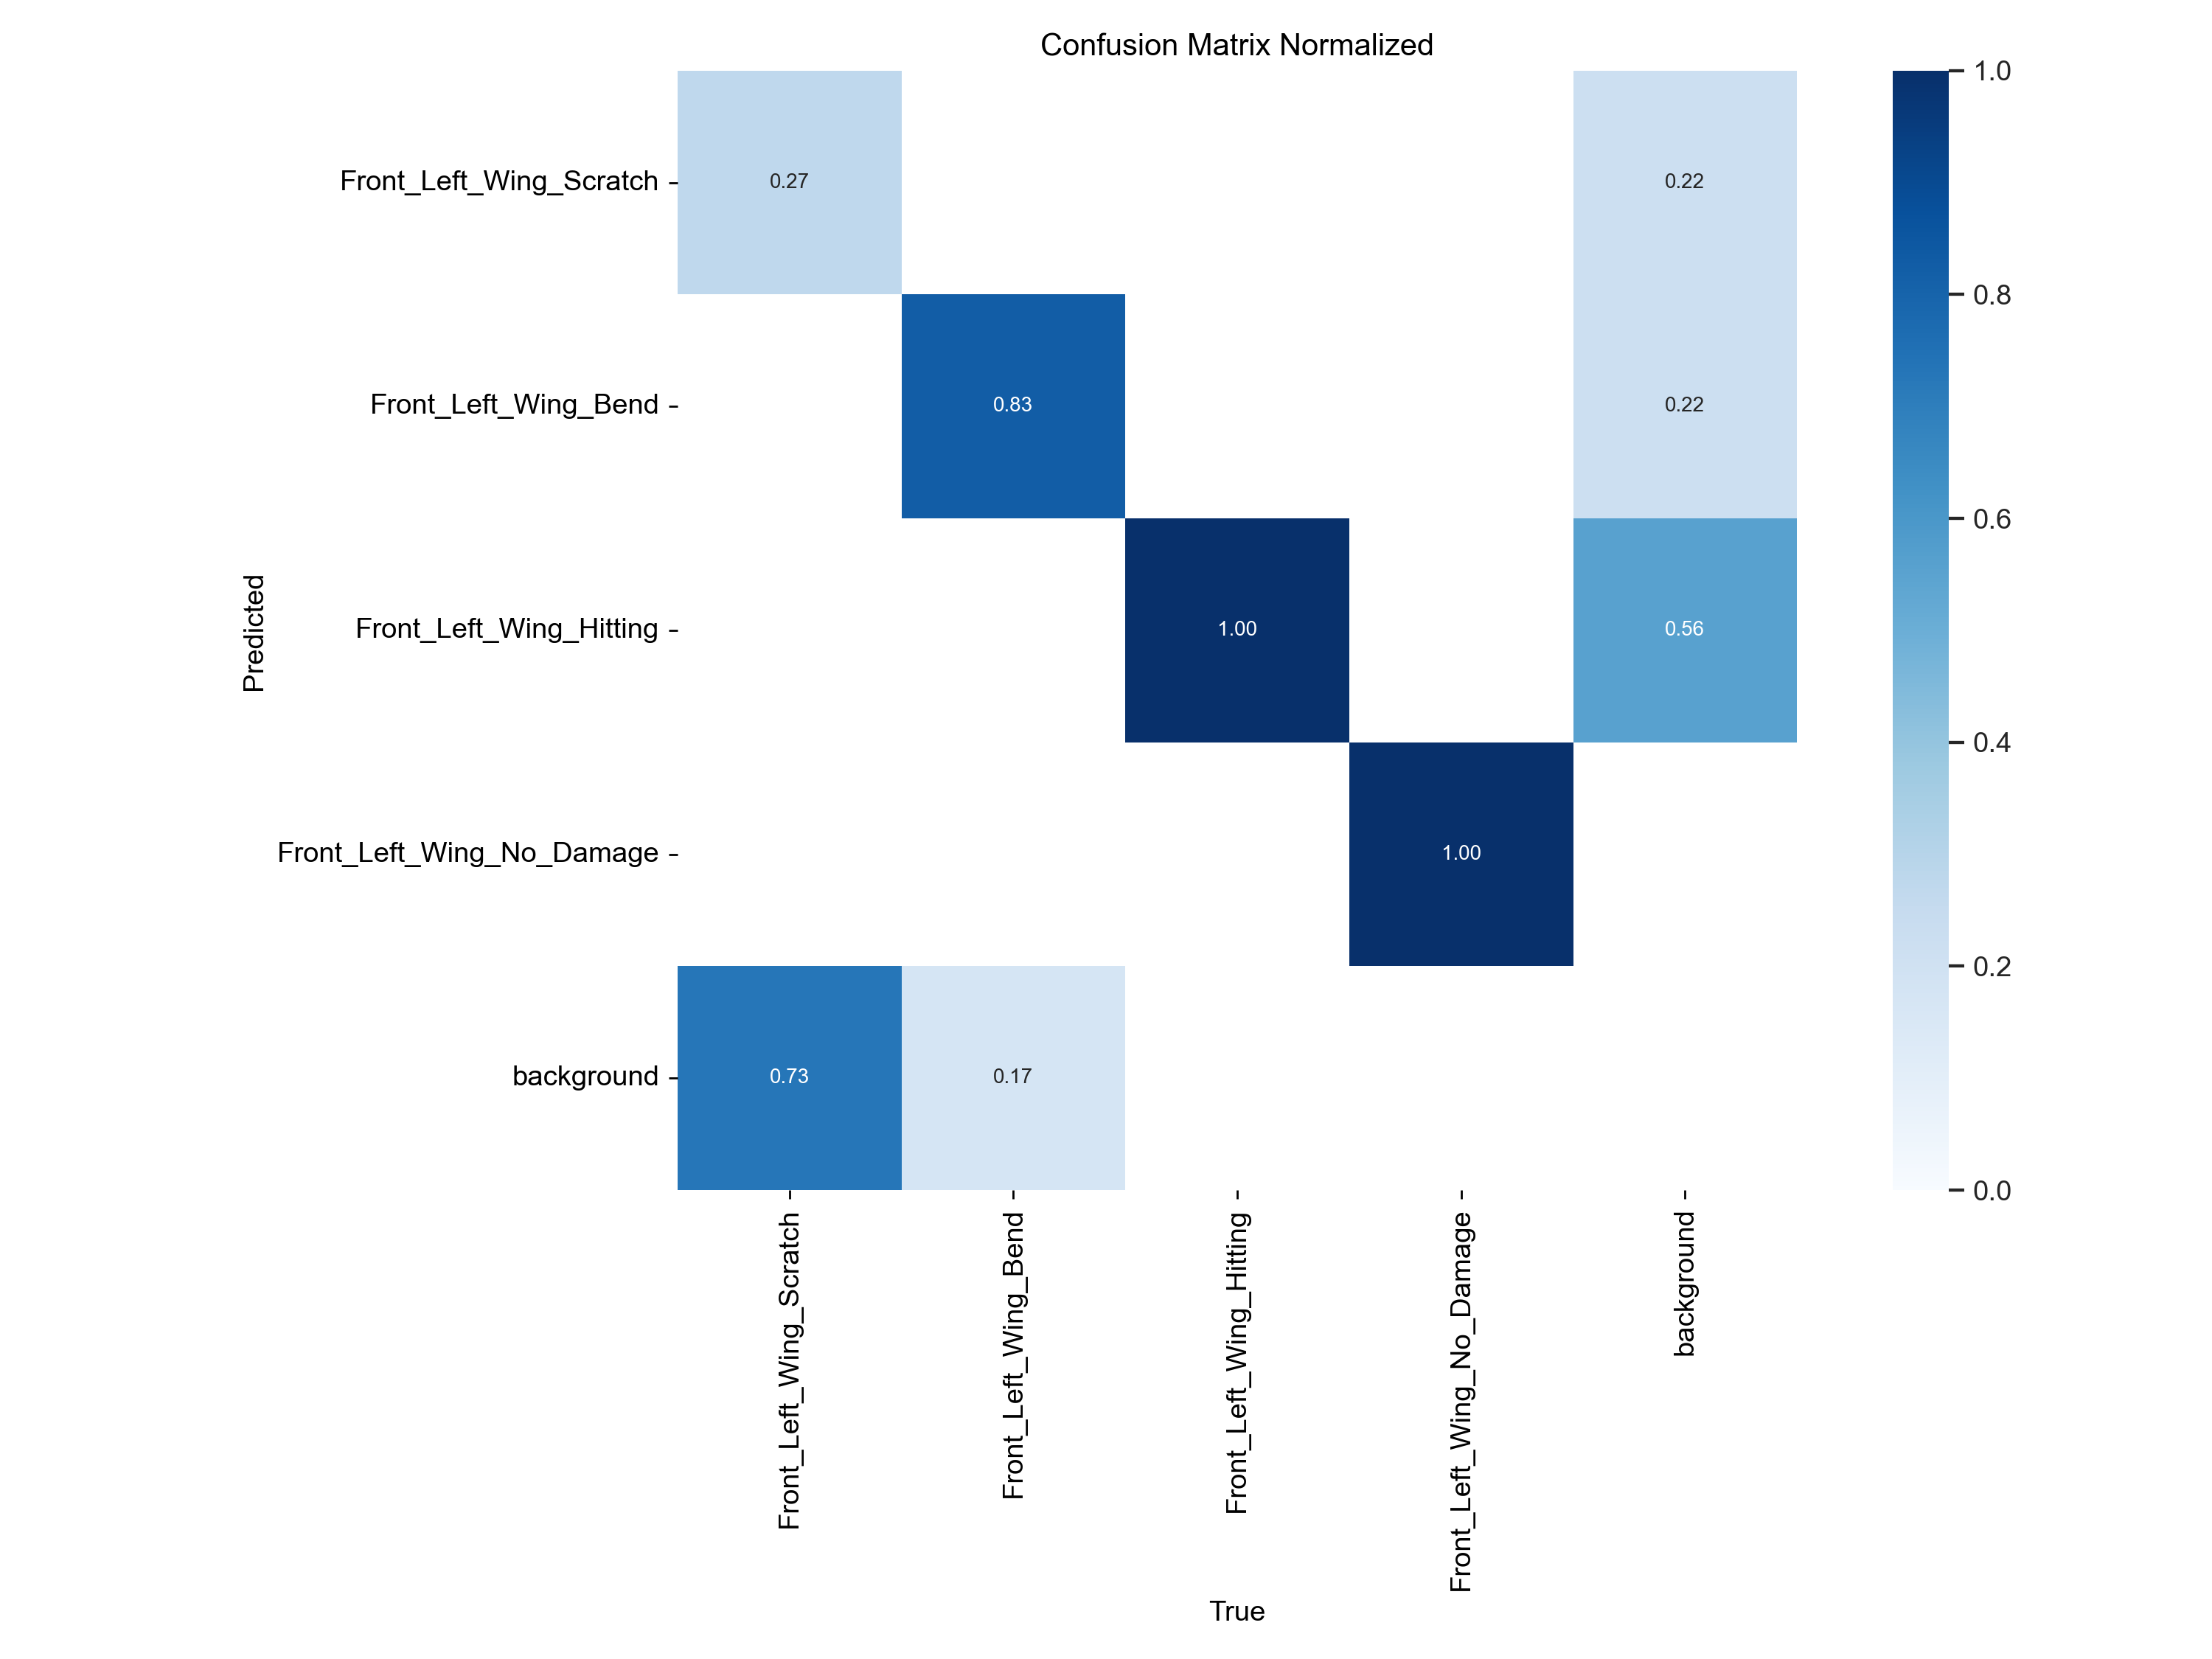 Confusion Matrix Normalized
Predicted
Front_Left_Wing_Scratch
0.27
0.22
Front_Left_Wing_Bend
0.83
0.22
Front_Left_Wing_Hitting
1.00
0.56
Front_Left_Wing_No_Damage
1.00
background
0.73
0.17
Front_Left_Wing_Scratch
Front_Left_Wing_Bend
Front_Left_Wing_Hitting
Front_Left_Wing_No_Damage
background
True
1.0
0.8
0.6
0.4
0.2
0.0